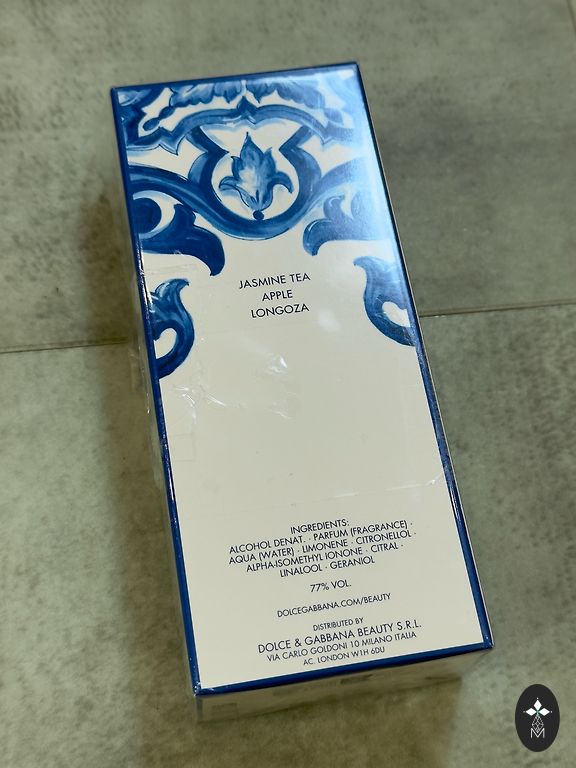 JASMINE TEA
APPLE
LONGOZA
INGREDIENTS:
ALCOHOL DENAT. · PARFUM (FRAGRANCE) ·
AQUA (WATER) · LIMONENE · CITRONELLOL ·
ALPHA-ISOMETHYL IONONE · CITRAL ·
LINALOOL · GERANIOL
77% VOL.
DOLCEGABBANA.COM/BEAUTY
DISTRIBUTED BY
DOLCE & GABBANA BEAUTY S.R.L.
VIA CARLO GOLDONI 10 MILANO ITALIA
AC. LONDON W1H 6DU
M